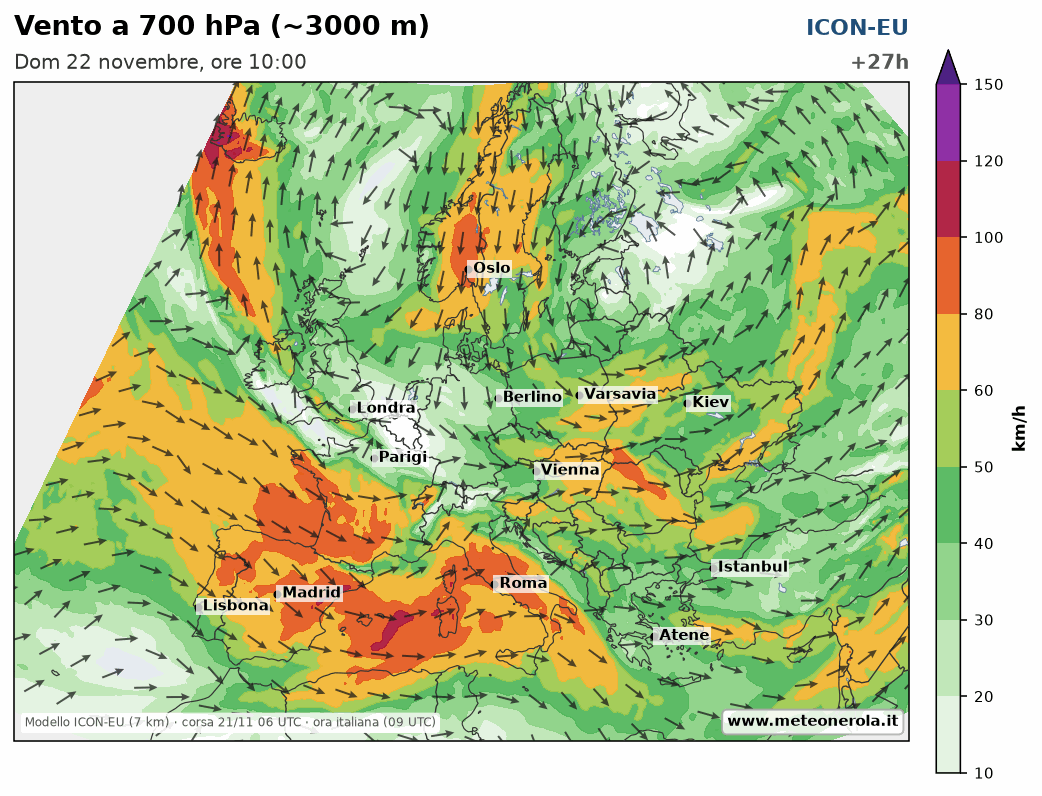 Vento a 700 hPa (~3000 m)
ICON-EU
Dom 22 novembre, ore 10:00
+27h
150
120
100
80
60
50
40
30
20
10
km/h
Oslo
Londra
Berlino
Varsavia
Kiev
Parigi
Vienna
Istanbul
Roma
Madrid
Lisbona
Atene
Modello ICON-EU (7 km) · corsa 21/11 06 UTC · ora italiana (09 UTC)
www.meteonerola.it